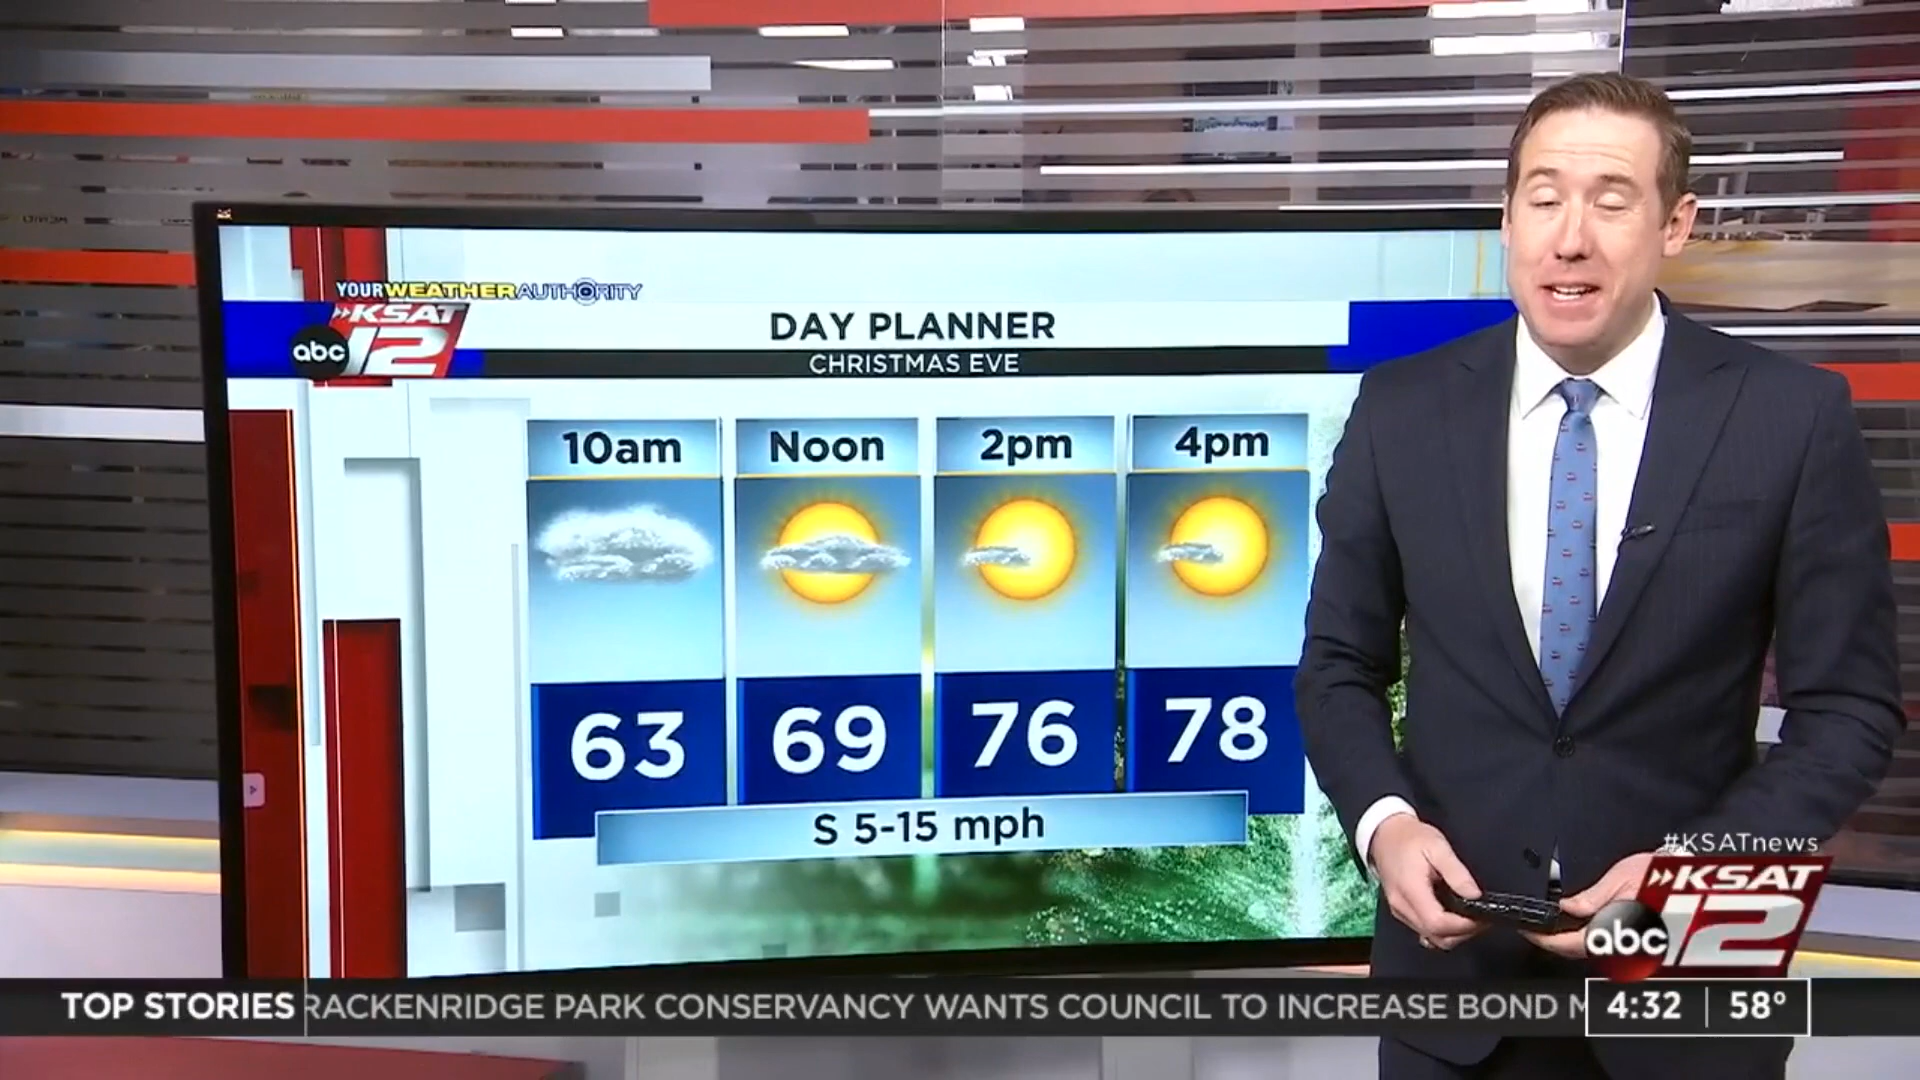 YOUR WEATHER AUTHORITY
KSAT
abc 12
DAY PLANNER
CHRISTMAS EVE
10am Noon 2pm 4pm
63 69 76 78
S 5-15 mph
#KSATnews
KSAT
abc 12
TOP STORIES RACKENRIDGE PARK CONSERVANCY WANTS COUNCIL TO INCREASE BOND M
4:32 58°